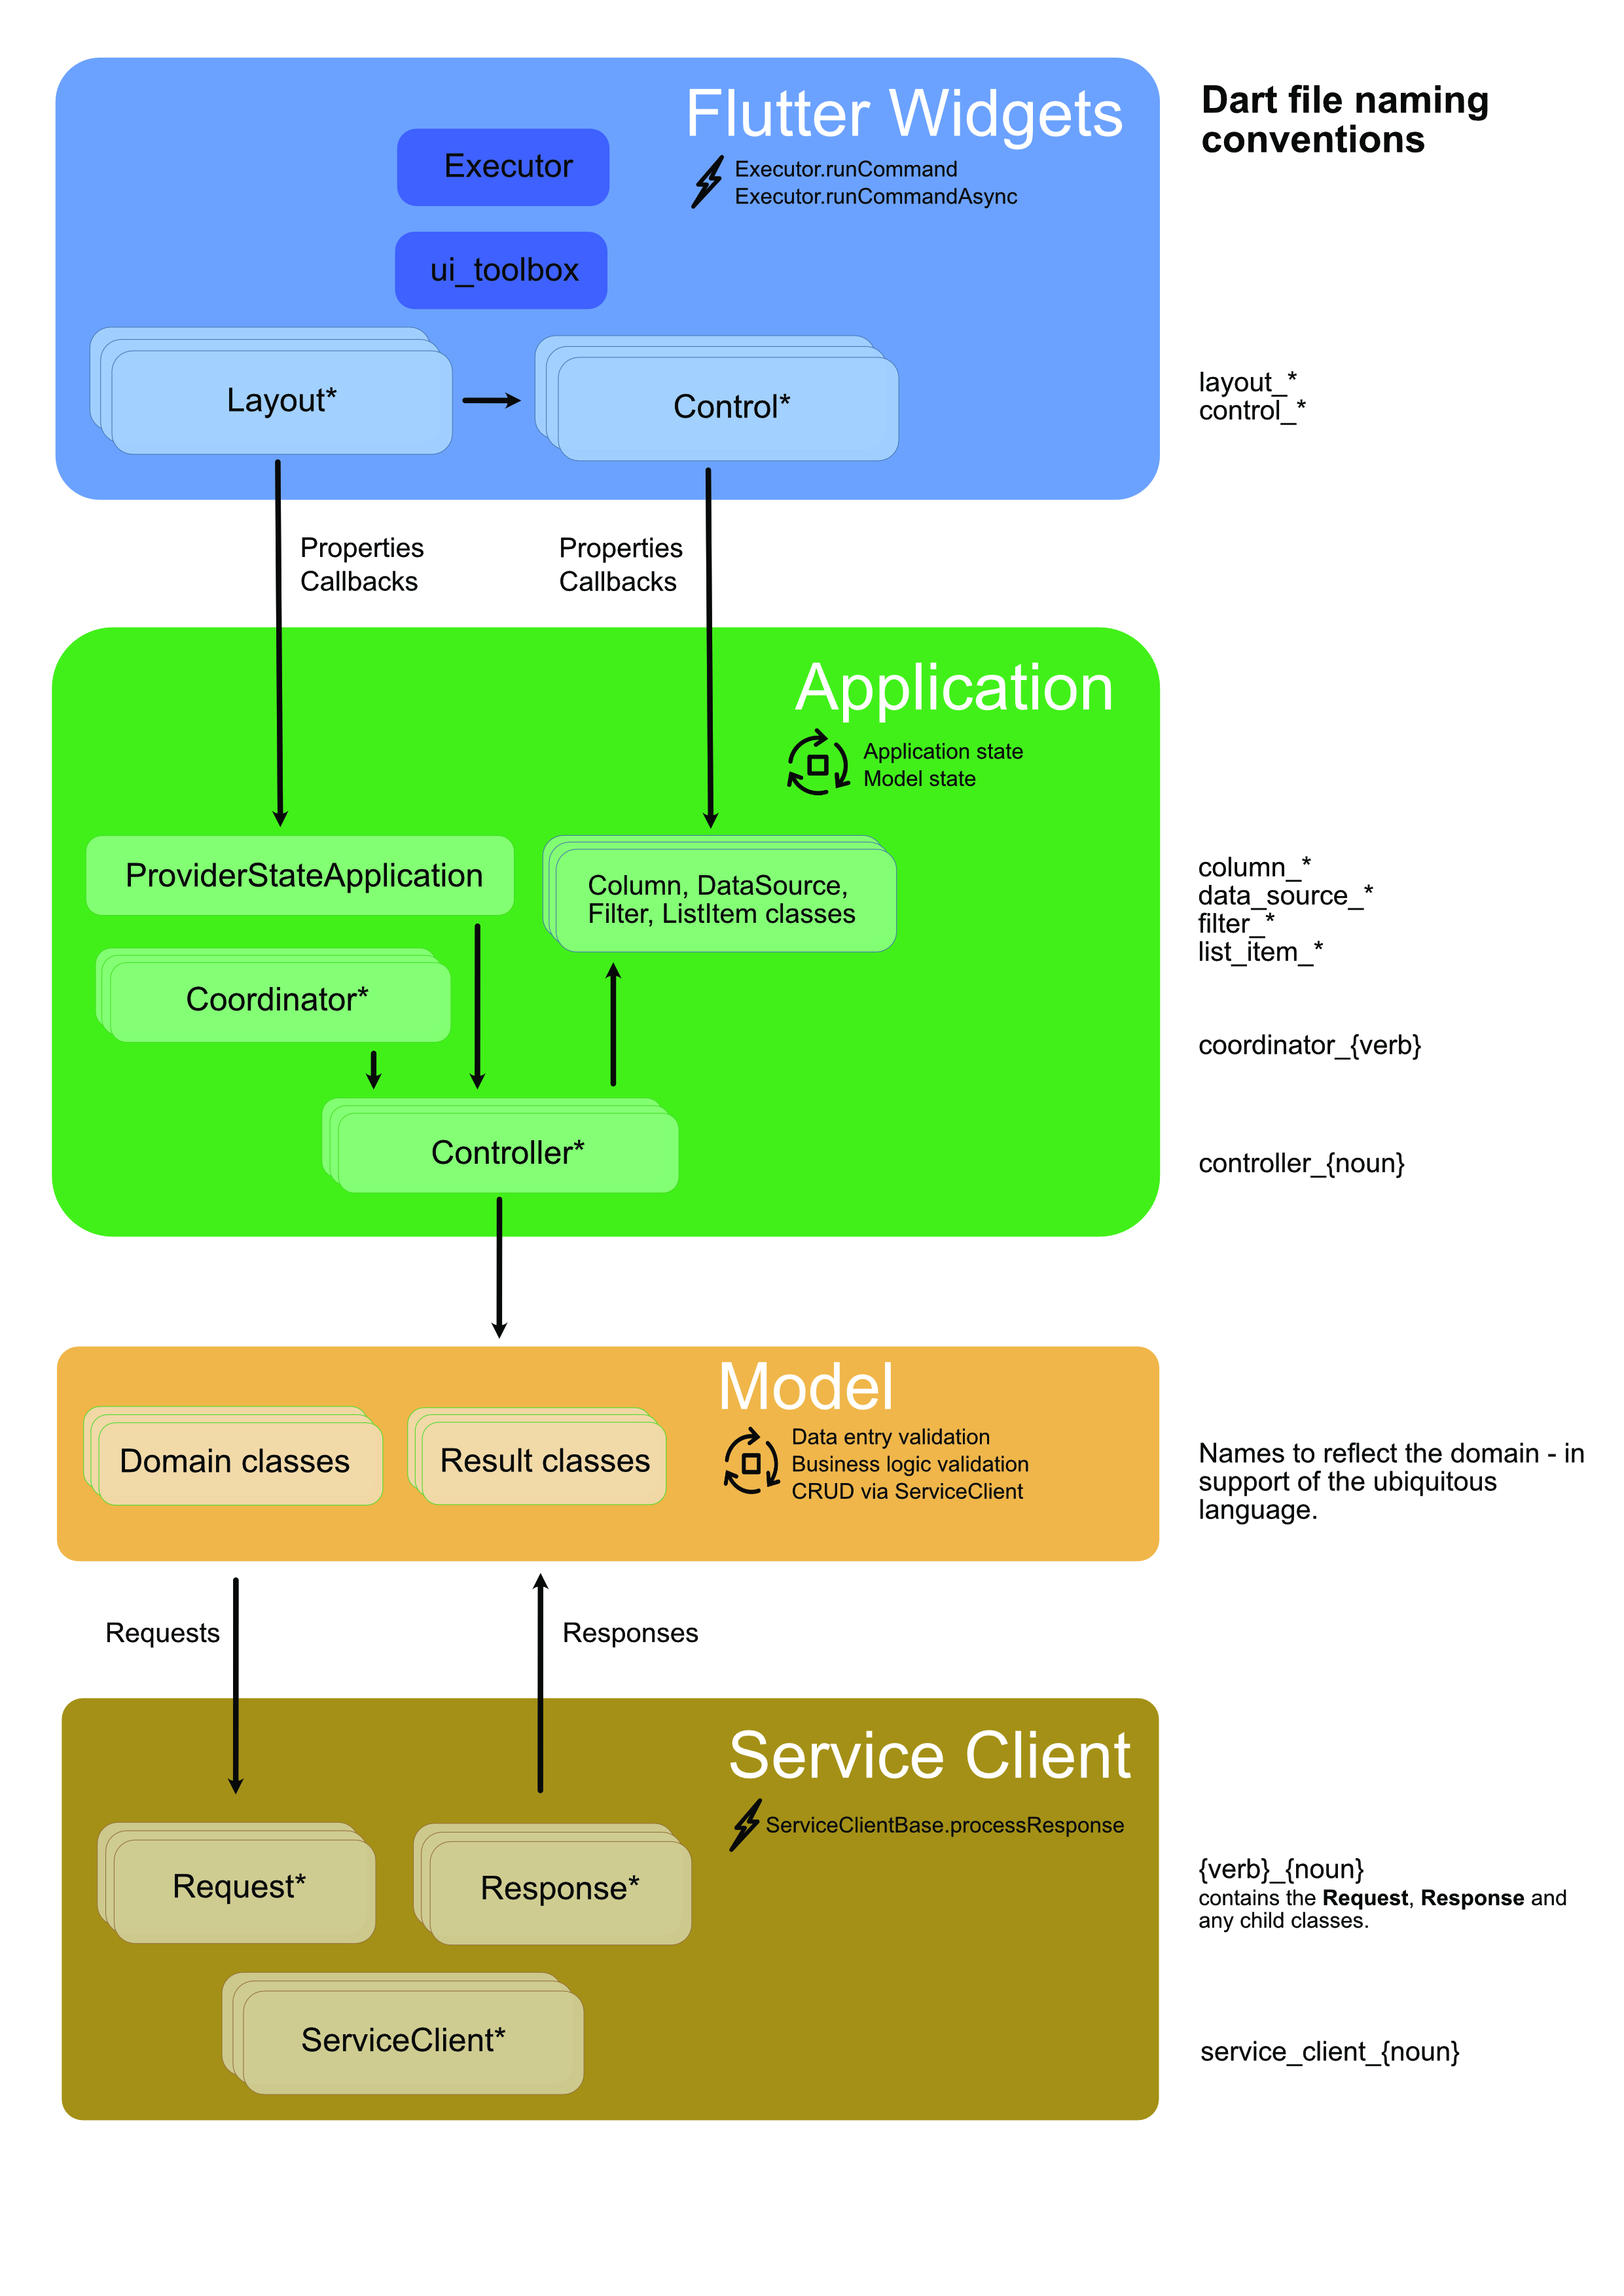 Flutter Widgets
Dart file naming
conventions
Executor
Executor.runCommand
Executor.runCommandAsync
ui_toolbox
Layout*
Control*
layout_*
control_*
Properties
Callbacks
Properties
Callbacks
Application
Application state
Model state
ProviderStateApplication
Column, DataSource,
Filter, ListItem classes
column_*
data_source_*
filter_*
list_item_*
Coordinator*
coordinator_{verb}
Controller*
controller_{noun}
Model
Domain classes
Result classes
Data entry validation
Business logic validation
CRUD via ServiceClient
Names to reflect the domain - in
support of the ubiquitous
language.
Requests
Responses
Service Client
ServiceClientBase.processResponse
Request*
Response*
{verb}_{noun}
contains the Request, Response and
any child classes.
ServiceClient*
service_client_{noun}